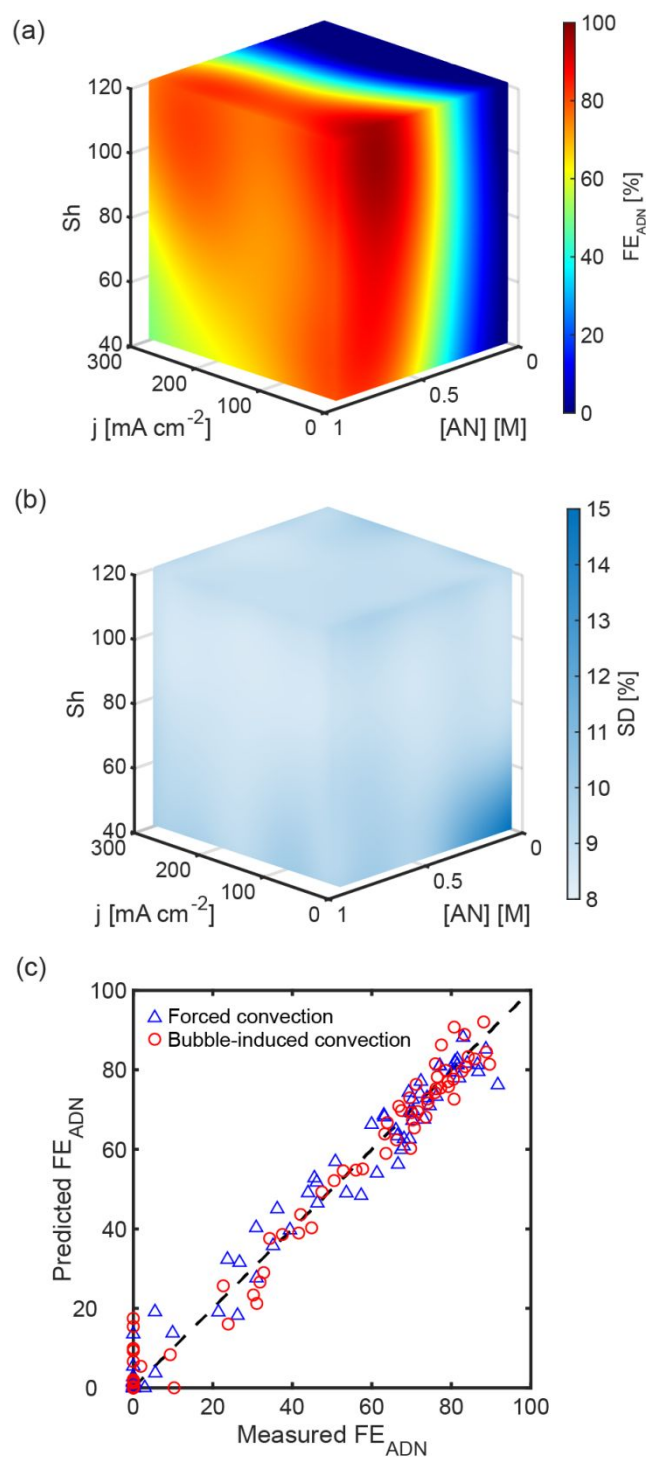 (a)
120
100
80
60
40
Sh
300
200
100
0
j [mA cm⁻²]
1
0.5
0
[AN] [M]
100
80
60
40
20
0
FE_ADN [%]
(b)
120
100
80
60
40
Sh
300
200
100
0
j [mA cm⁻²]
1
0.5
0
[AN] [M]
15
14
13
12
11
10
9
8
SD [%]
(c)
100
80
60
40
20
0
Predicted FE_ADN
Forced convection
Bubble-induced convection
0 20 40 60 80 100
Measured FE_ADN